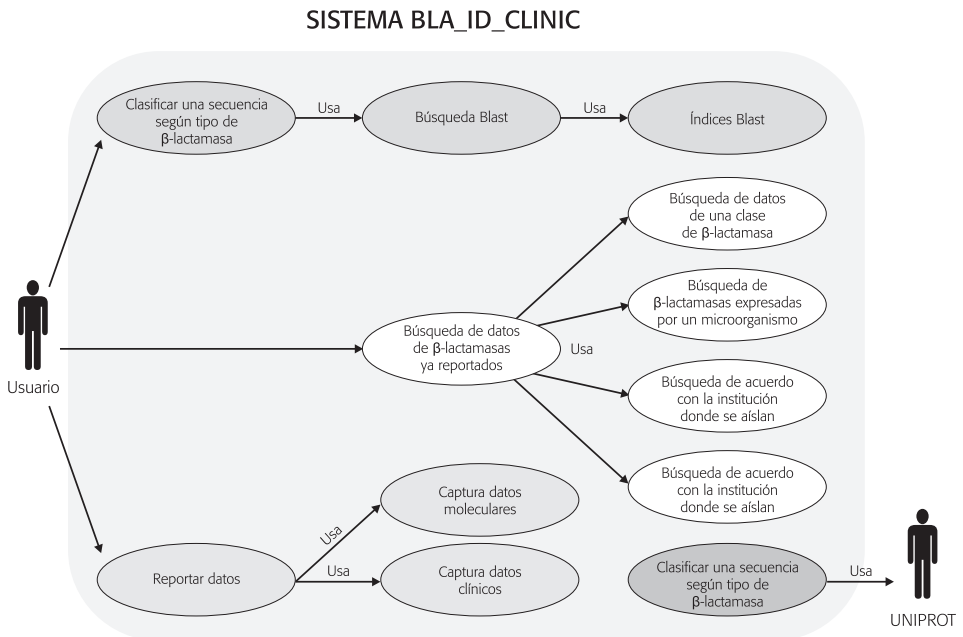 SISTEMA BLA_ID_CLINIC
Clasificar una secuencia
según tipo de
β-lactamasa
Usa
Búsqueda Blast
Usa
Índices Blast
Búsqueda de datos
de una clase
de β-lactamasa
Búsqueda de
β-lactamasas expresadas
por un microorganismo
Búsqueda de datos
de β-lactamasas
ya reportados
Usa
Usuario
Búsqueda de acuerdo
con la institución
donde se aíslan
Búsqueda de acuerdo
con la institución
donde se aíslan
Captura datos
moleculares
Usa
Reportar datos
Usa
Captura datos
clínicos
Clasificar una secuencia
según tipo de
β-lactamasa
Usa
UNIPROT